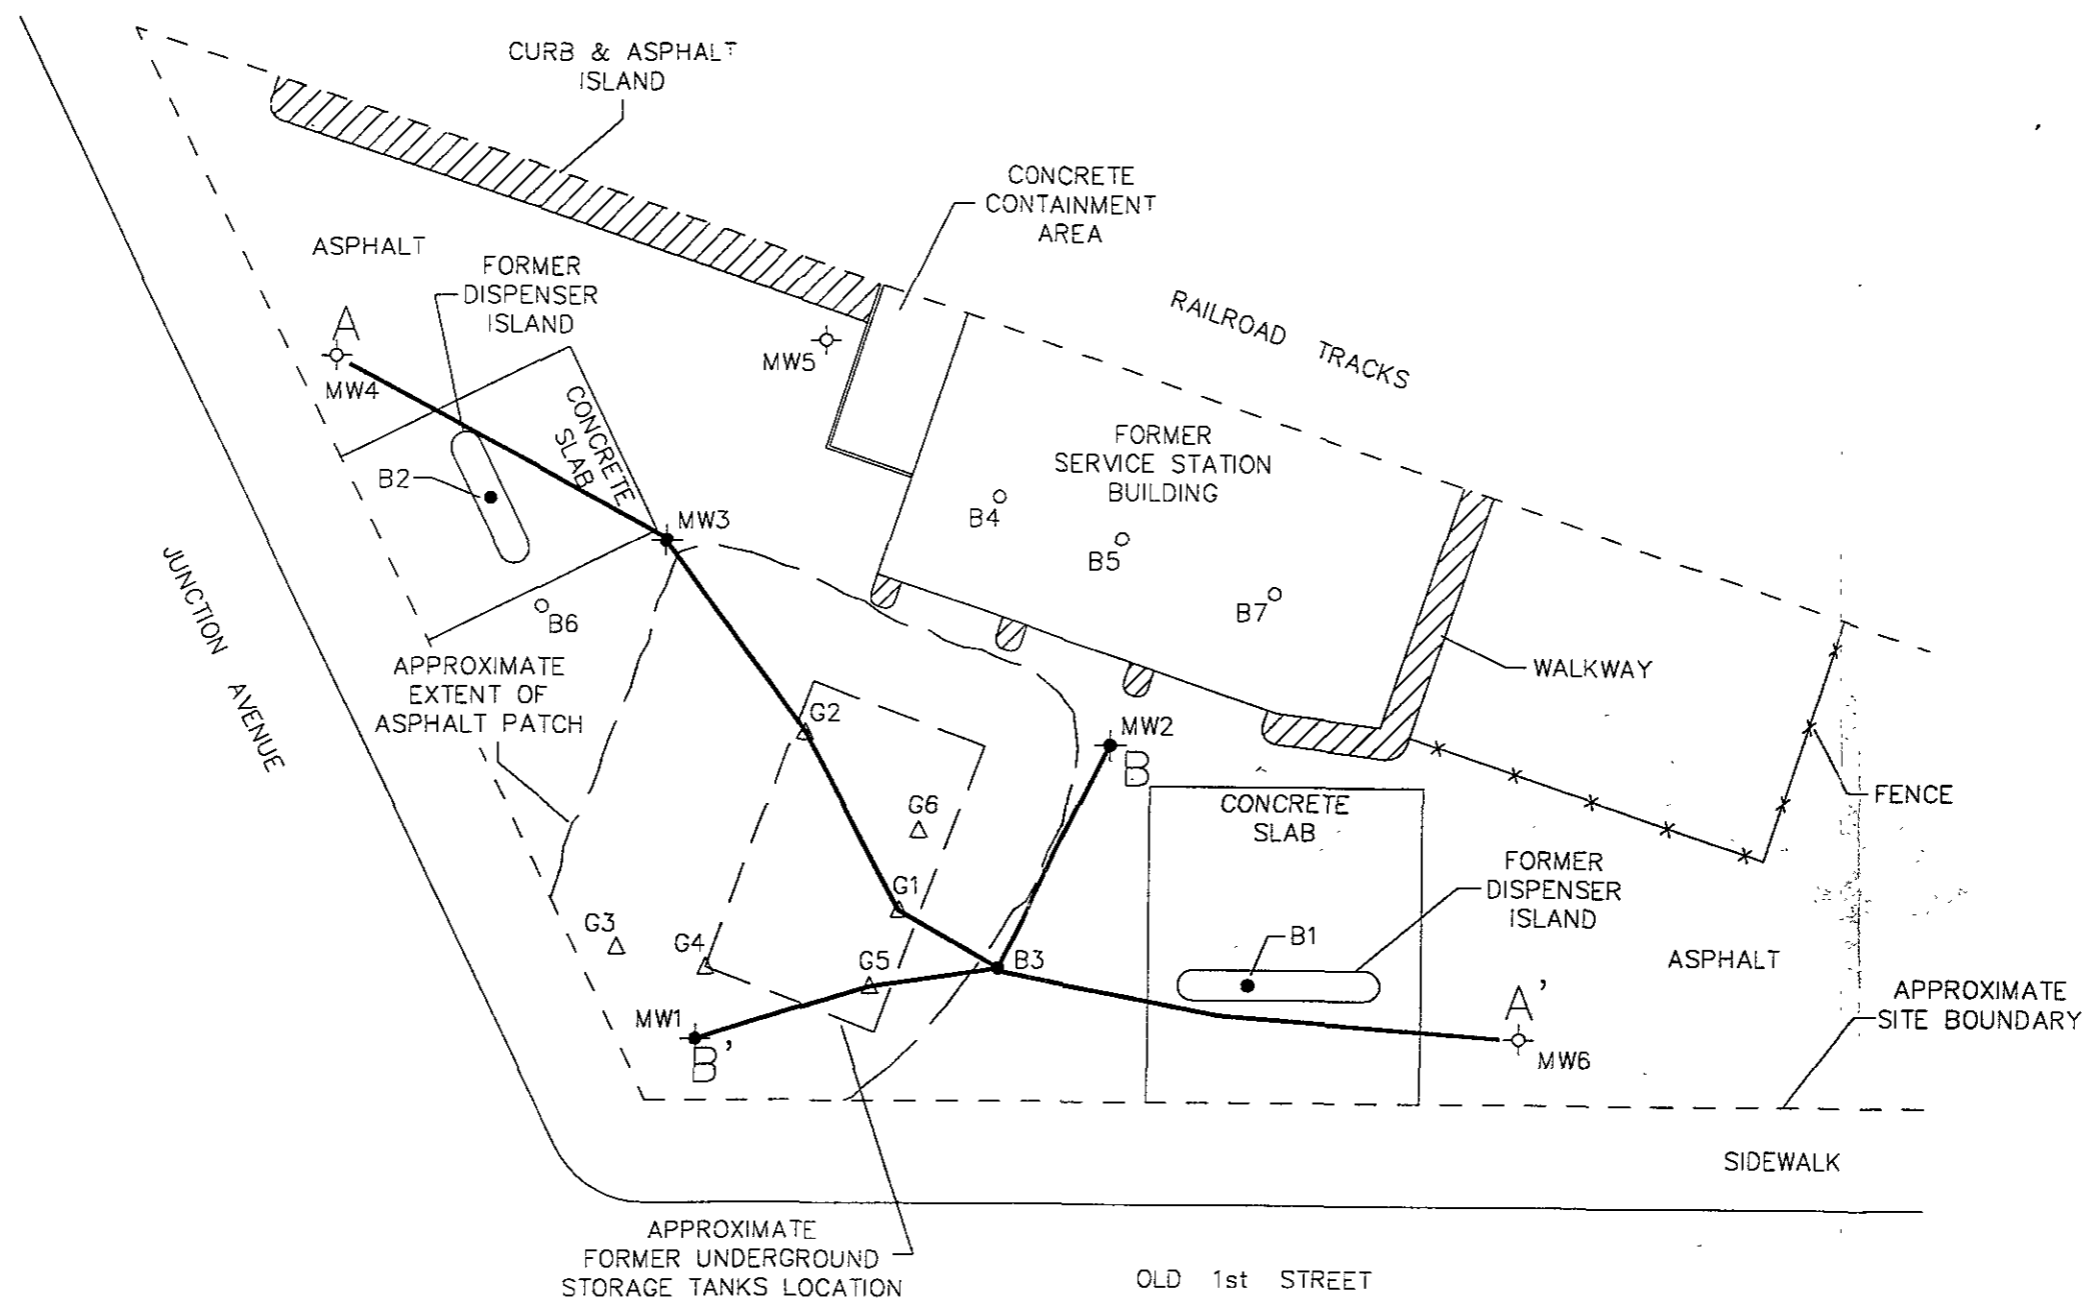 CURB & ASPHALT
ISLAND
CONCRETE
CONTAINMENT
AREA
ASPHALT
FORMER
DISPENSER
ISLAND
RAILROAD TRACKS
A
MW4
MW5
CONCRETE
SLAB
B2
FORMER
SERVICE STATION
BUILDING
B4
B5
B7
MW3
B6
JUNCTION AVENUE
APPROXIMATE
EXTENT OF
ASPHALT PATCH
WALKWAY
G2
MW2
B
FENCE
CONCRETE
SLAB
G6
FORMER
DISPENSER
ISLAND
G1
G3
G4
G5
B3
B1
ASPHALT
MW1
B'
A'
MW6
APPROXIMATE
SITE BOUNDARY
SIDEWALK
APPROXIMATE
FORMER UNDERGROUND
STORAGE TANKS LOCATION
OLD 1st STREET